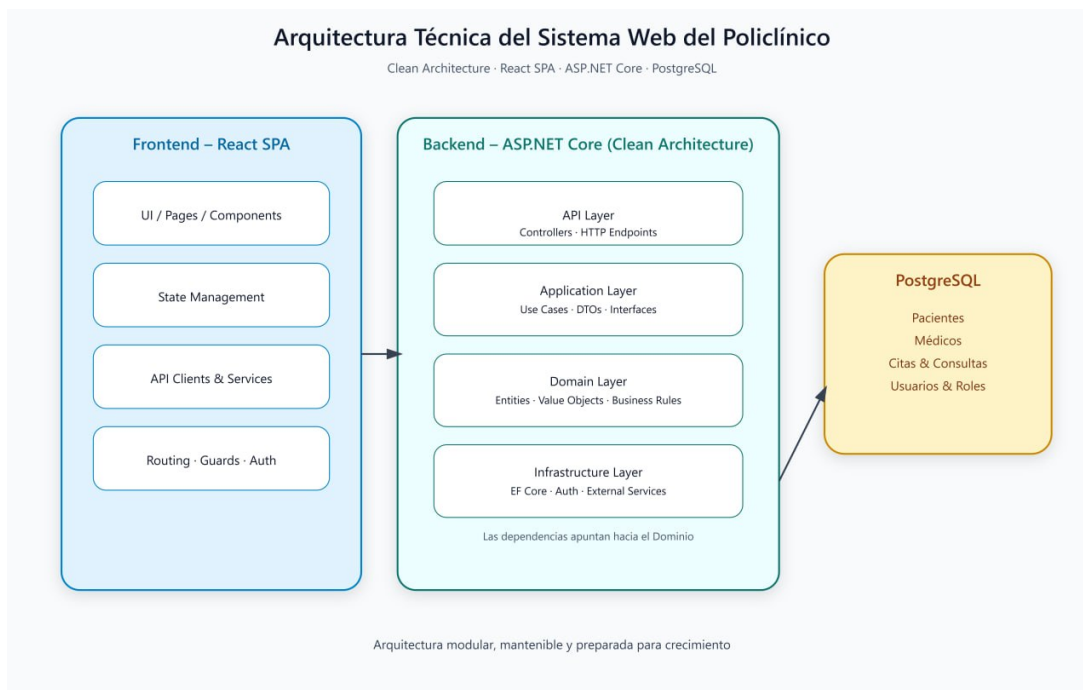 Arquitectura Técnica del Sistema Web del Policlínico
Clean Architecture · React SPA · ASP.NET Core · PostgreSQL
Frontend – React SPA
UI / Pages / Components
State Management
API Clients & Services
Routing · Guards · Auth
Backend – ASP.NET Core (Clean Architecture)
API Layer
Controllers · HTTP Endpoints
Application Layer
Use Cases · DTOs · Interfaces
Domain Layer
Entities · Value Objects · Business Rules
Infrastructure Layer
EF Core · Auth · External Services
Las dependencias apuntan hacia el Dominio
PostgreSQL
Pacientes
Médicos
Citas & Consultas
Usuarios & Roles
Arquitectura modular, mantenible y preparada para crecimiento